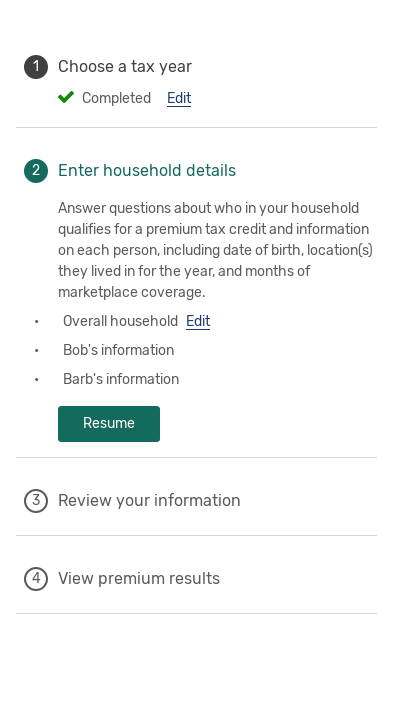 1 Choose a tax year
Completed Edit
2 Enter household details
Answer questions about who in your household
qualifies for a premium tax credit and information
on each person, including date of birth, location(s)
they lived in for the year, and months of
marketplace coverage.
• Overall household Edit
• Bob's information
• Barb's information
Resume
3 Review your information
4 View premium results